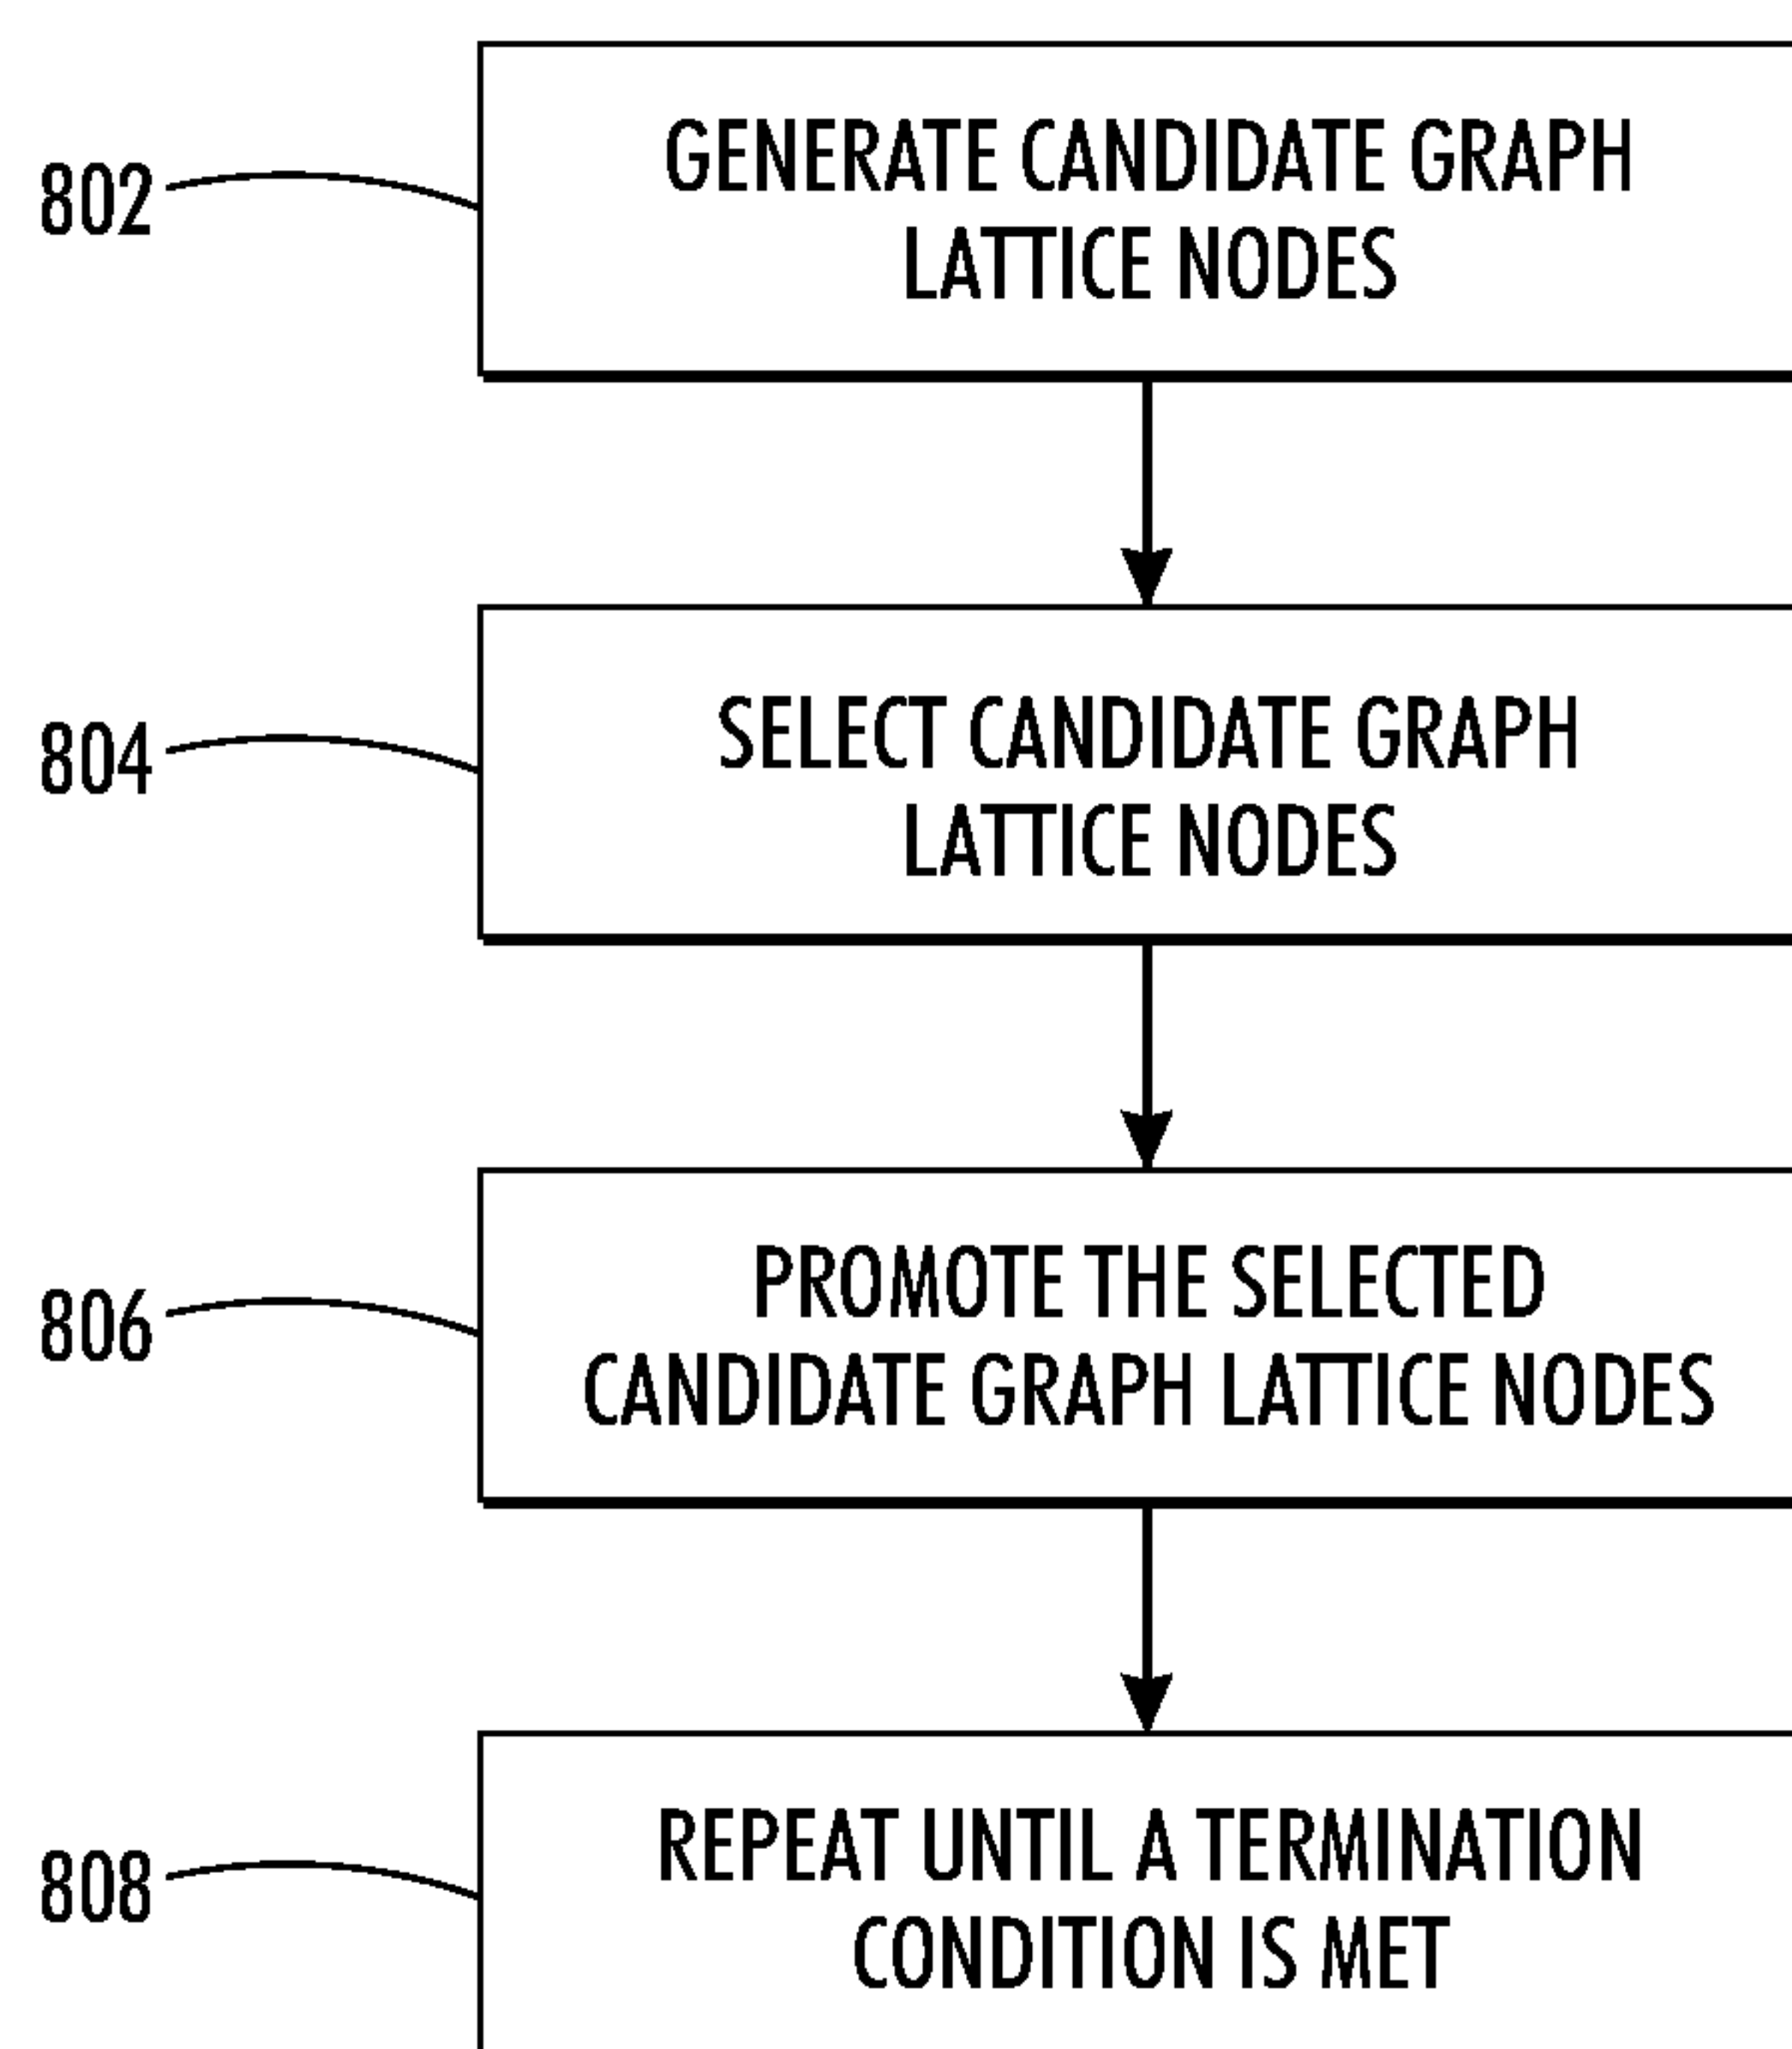 802
GENERATE CANDIDATE GRAPH
LATTICE NODES
804
SELECT CANDIDATE GRAPH
LATTICE NODES
806
PROMOTE THE SELECTED
CANDIDATE GRAPH LATTICE NODES
808
REPEAT UNTIL A TERMINATION
CONDITION IS MET